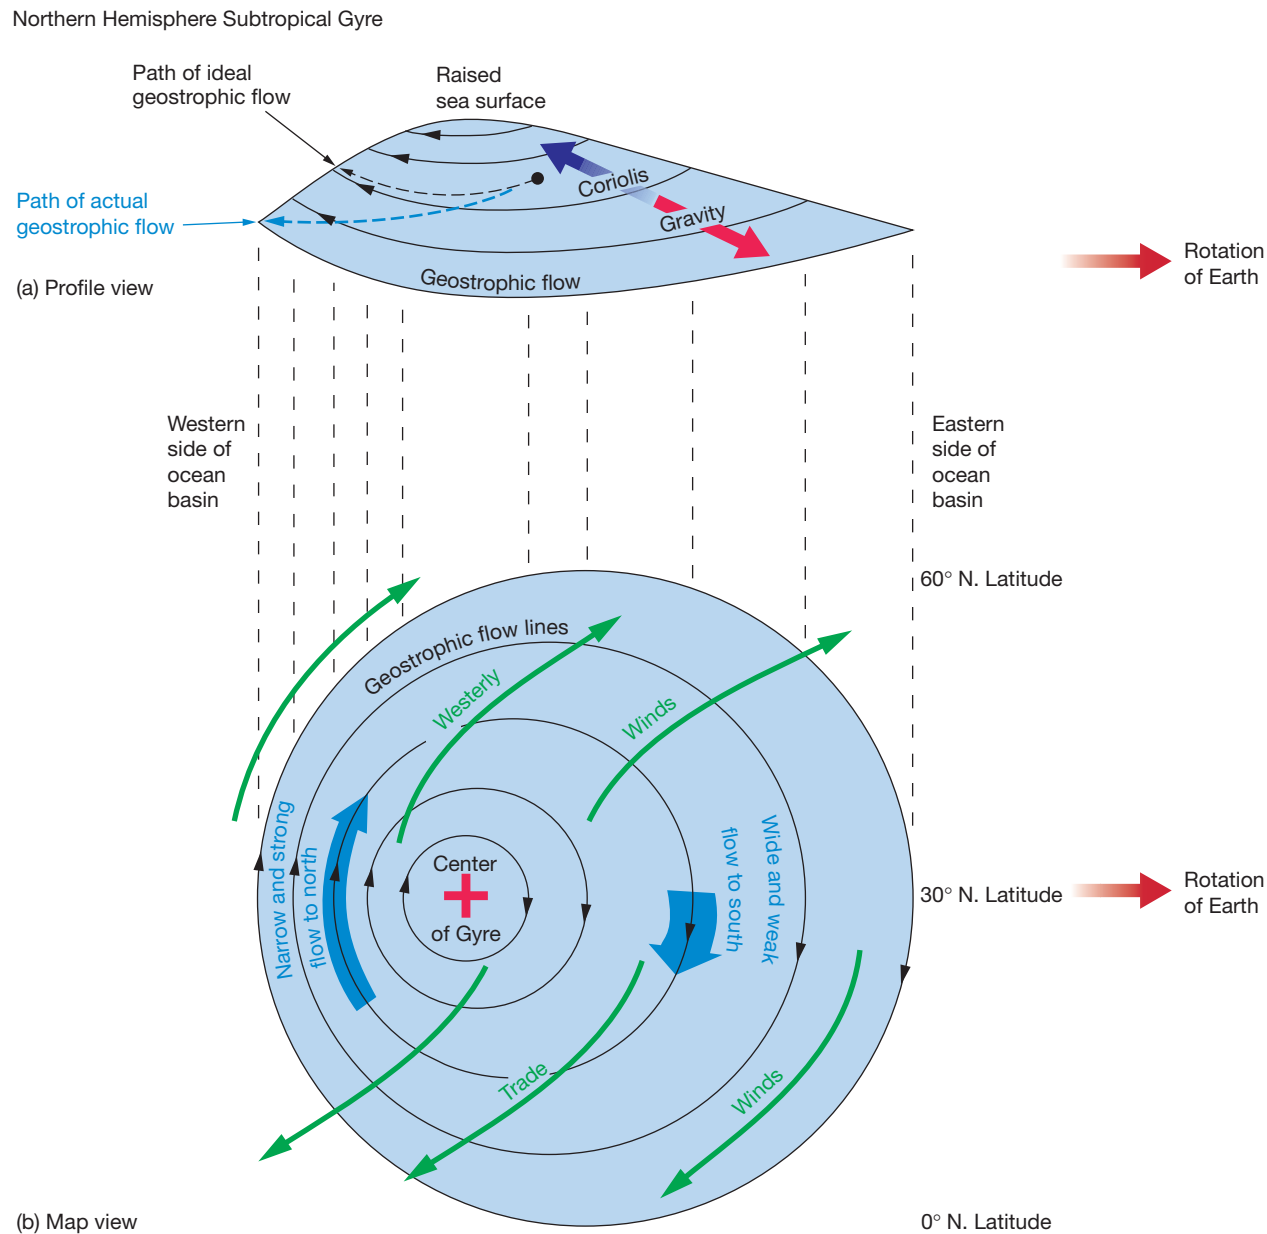 Northern Hemisphere Subtropical Gyre
Path of ideal
geostrophic flow
Raised
sea surface
Coriolis
Gravity
Path of actual
geostrophic flow
Geostrophic flow
Rotation
of Earth
(a) Profile view
Western
side of
ocean
basin
Eastern
side of
ocean
basin
60° N. Latitude
Geostrophic flow lines
Westerly
Winds
Narrow and strong
flow to north
Center
of Gyre
Wide and weak
flow to south
30° N. Latitude
Rotation
of Earth
Trade
Winds
(b) Map view
0° N. Latitude